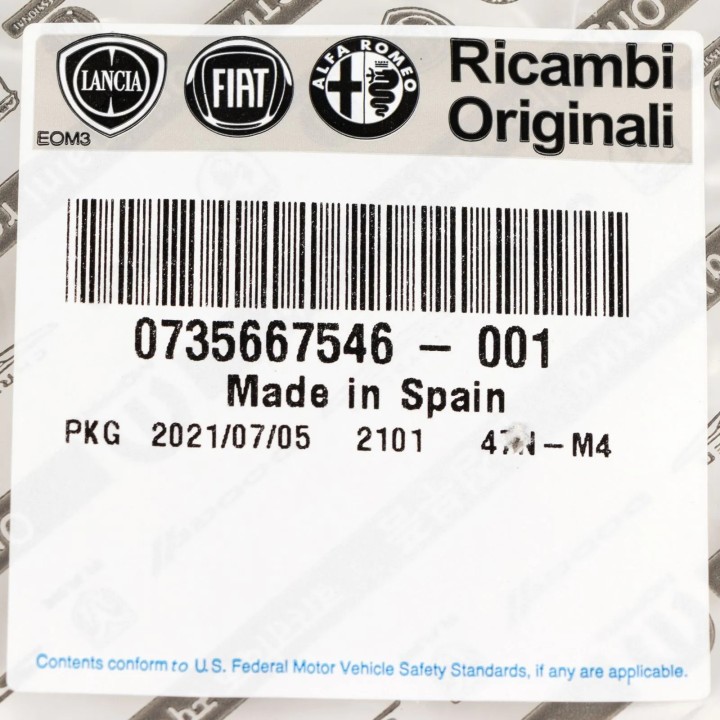 LANCIA FIAT ALFA ROMEO
Ricambi
Originali
EOM3
0735667546 – 001
Made in Spain
PKG 2021/07/05 2101 47N–M4
Contents conform to U.S. Federal Motor Vehicle Safety Standards, if any are applicable.